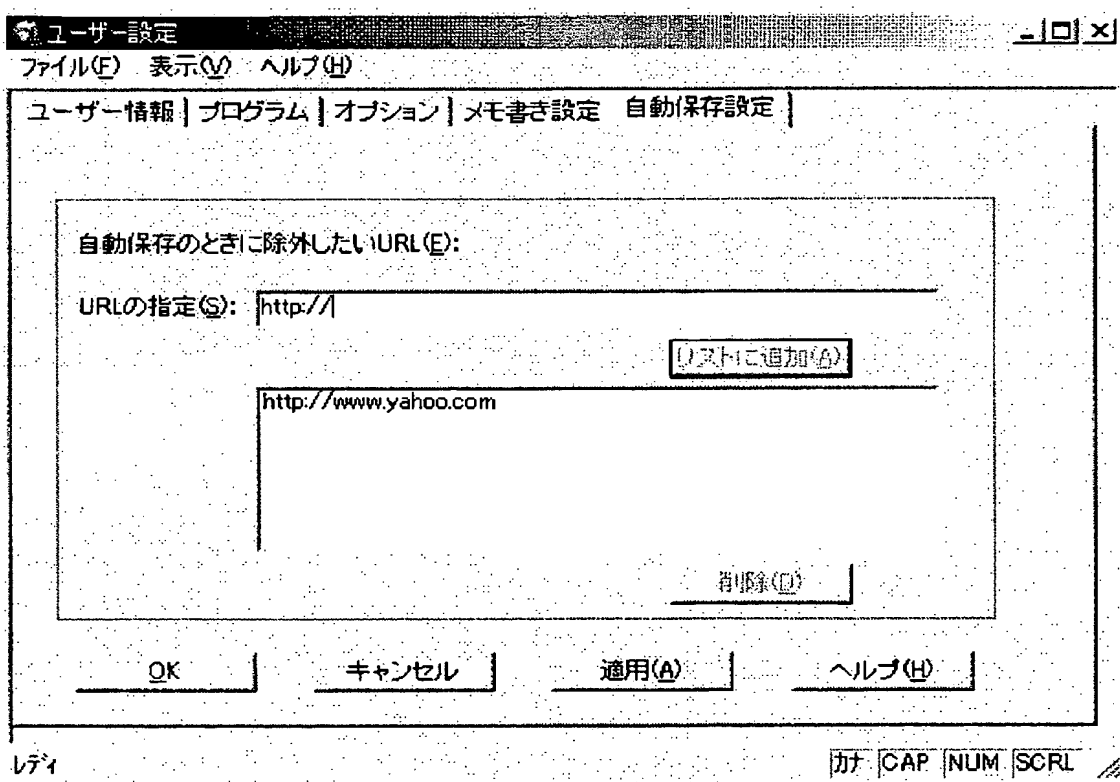 ユーザー設定
ファイル(F) 表示(V) ヘルプ(H)
ユーザー情報 プログラム オプション メモ書き設定 自動保存設定
自動保存のときに除外したいURL(E):
URLの指定(S): http://
リストに追加(A)
http://www.yahoo.com
削除(D)
OK キャンセル 適用(A) ヘルプ(H)
レディ カナ CAP NUM SCRL